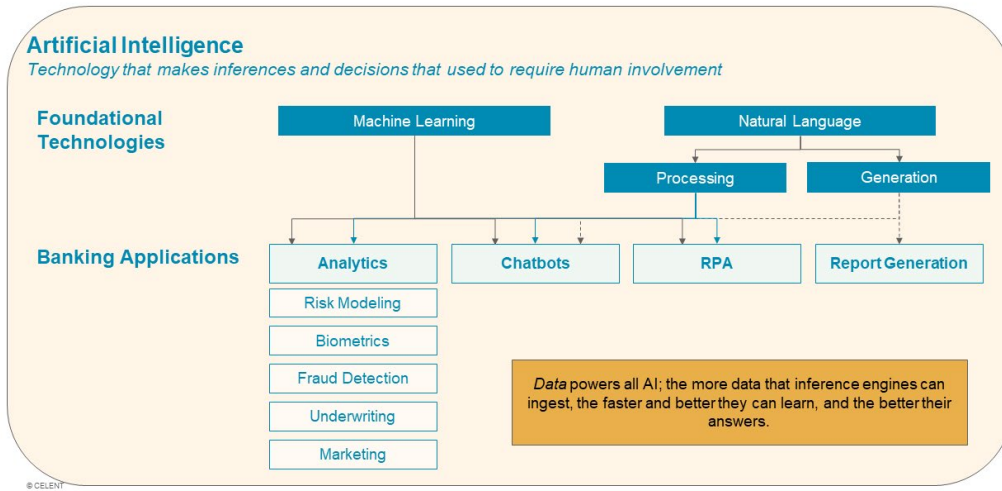 Artificial Intelligence
Technology that makes inferences and decisions that used to require human involvement
Foundational
Technologies
Machine Learning
Natural Language
Processing
Generation
Banking Applications
Analytics
Chatbots
RPA
Report Generation
Risk Modeling
Biometrics
Fraud Detection
Underwriting
Marketing
Data powers all AI; the more data that inference engines can
ingest, the faster and better they can learn, and the better their
answers.
© CELENT